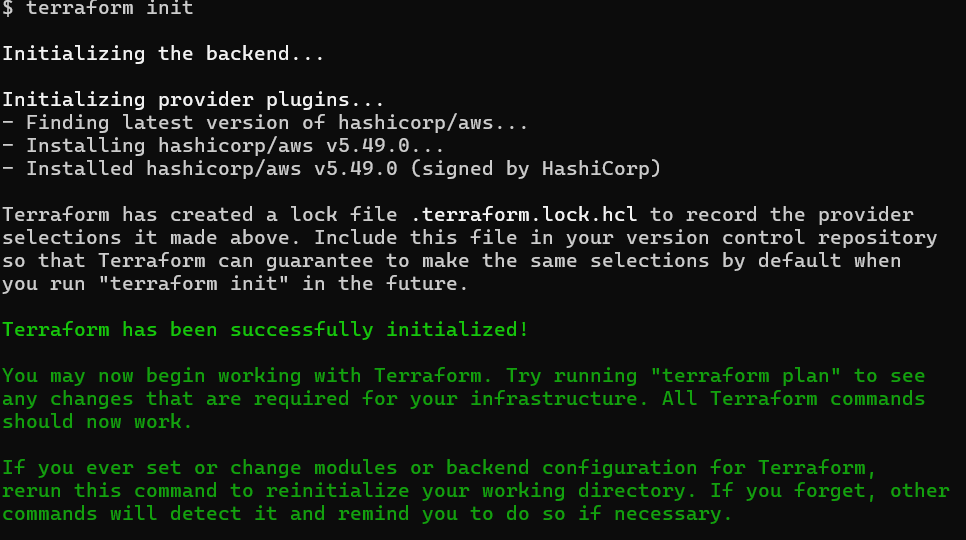 $ terraform init
Initializing the backend...
Initializing provider plugins...
- Finding latest version of hashicorp/aws...
- Installing hashicorp/aws v5.49.0...
- Installed hashicorp/aws v5.49.0 (signed by HashiCorp)
Terraform has created a lock file .terraform.lock.hcl to record the provider
selections it made above. Include this file in your version control repository
so that Terraform can guarantee to make the same selections by default when
you run "terraform init" in the future.
Terraform has been successfully initialized!
You may now begin working with Terraform. Try running "terraform plan" to see
any changes that are required for your infrastructure. All Terraform commands
should now work.
If you ever set or change modules or backend configuration for Terraform,
rerun this command to reinitialize your working directory. If you forget, other
commands will detect it and remind you to do so if necessary.